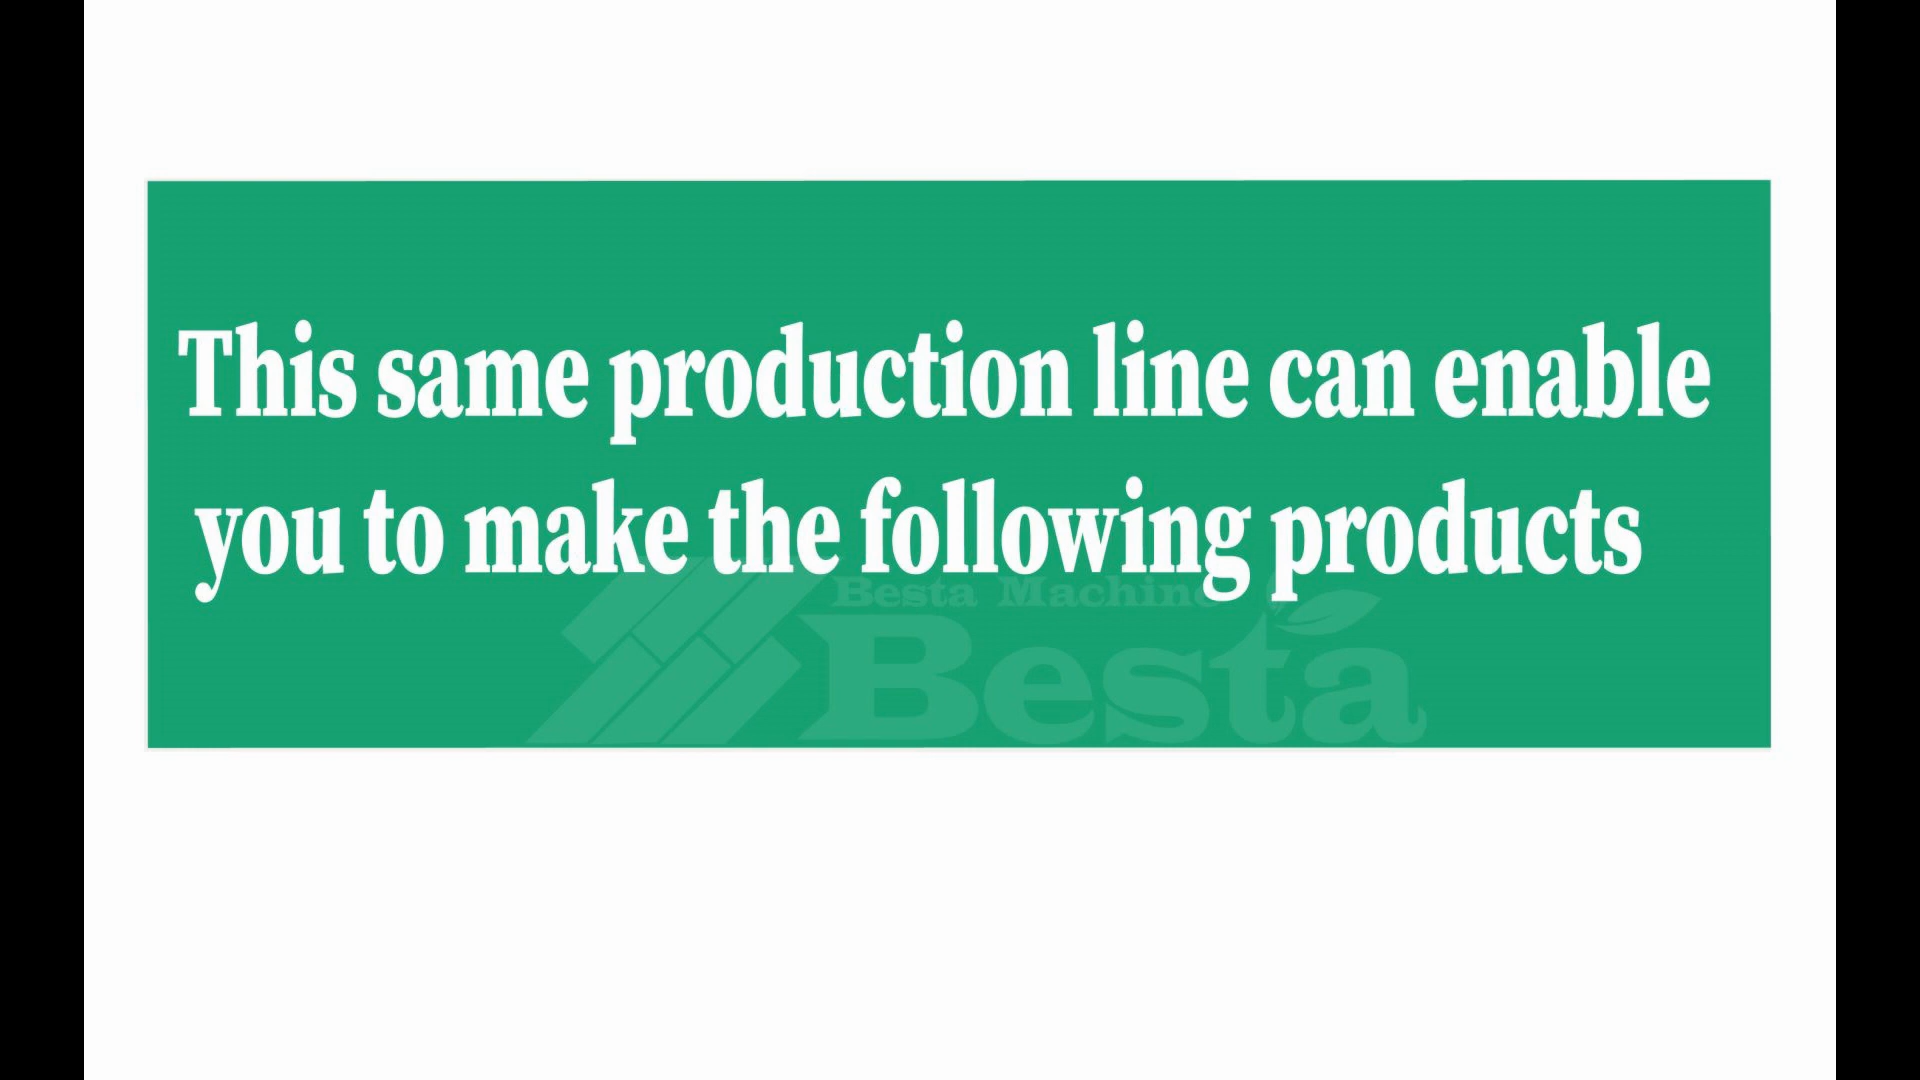 This same production line can enable
you to make the following products
Besta Machine
Besta